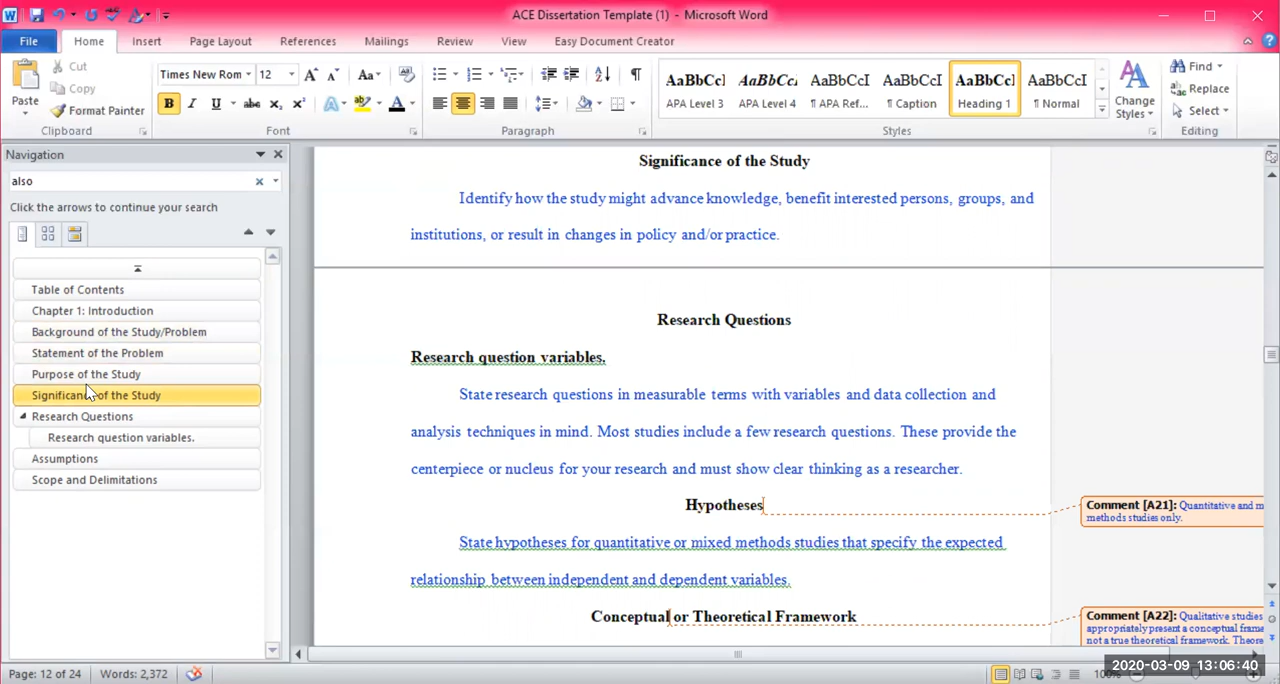 ACE Dissertation Template (1) - Microsoft Word
File Home Insert Page Layout References Mailings Review View Easy Document Creator
Paste
Cut
Copy
Format Painter
Clipboard
Times New Rom 12
Aa
B I U abc x₂ x² A ab A
Font
Paragraph
AaBbCcl AaBbCcL AaBbCcI AaBbCcI AaBbCcl AaBbCcI
APA Level 3 APA Level 4 ¶ APA Ref... ¶ Caption Heading 1 ¶ Normal
Change
Styles
Styles
Find
Replace
Select
Editing
Navigation
also
Click the arrows to continue your search
Table of Contents
Chapter 1: Introduction
Background of the Study/Problem
Statement of the Problem
Purpose of the Study
Significance of the Study
Research Questions
Research question variables.
Assumptions
Scope and Delimitations
Significance of the Study
Identify how the study might advance knowledge, benefit interested persons, groups, and
institutions, or result in changes in policy and/or practice.
Research Questions
Research question variables.
State research questions in measurable terms with variables and data collection and
analysis techniques in mind. Most studies include a few research questions. These provide the
centerpiece or nucleus for your research and must show clear thinking as a researcher.
Hypotheses
State hypotheses for quantitative or mixed methods studies that specify the expected
relationship between independent and dependent variables.
Conceptual or Theoretical Framework
Comment [A21]: Quantitative and m
methods studies only.
Comment [A22]: Qualitative studies
appropriately present a conceptual frame
not a true theoretical framework. Theore
Page: 12 of 24 Words: 2,372
100%
2020-03-09 13:06:40